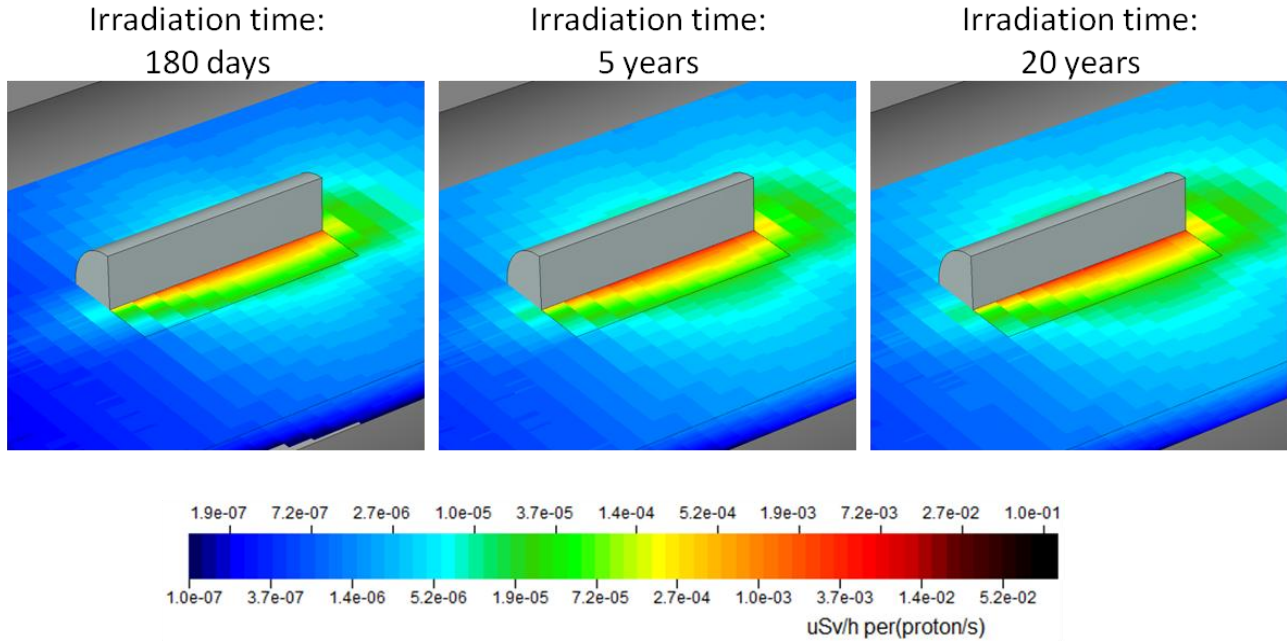 Irradiation time:
180 days
Irradiation time:
5 years
Irradiation time:
20 years
1.9e-07 7.2e-07 2.7e-06 1.0e-05 3.7e-05 1.4e-04 5.2e-04 1.9e-03 7.2e-03 2.7e-02 1.0e-01
1.0e-07 3.7e-07 1.4e-06 5.2e-06 1.9e-05 7.2e-05 2.7e-04 1.0e-03 3.7e-03 1.4e-02 5.2e-02
uSv/h per(proton/s)